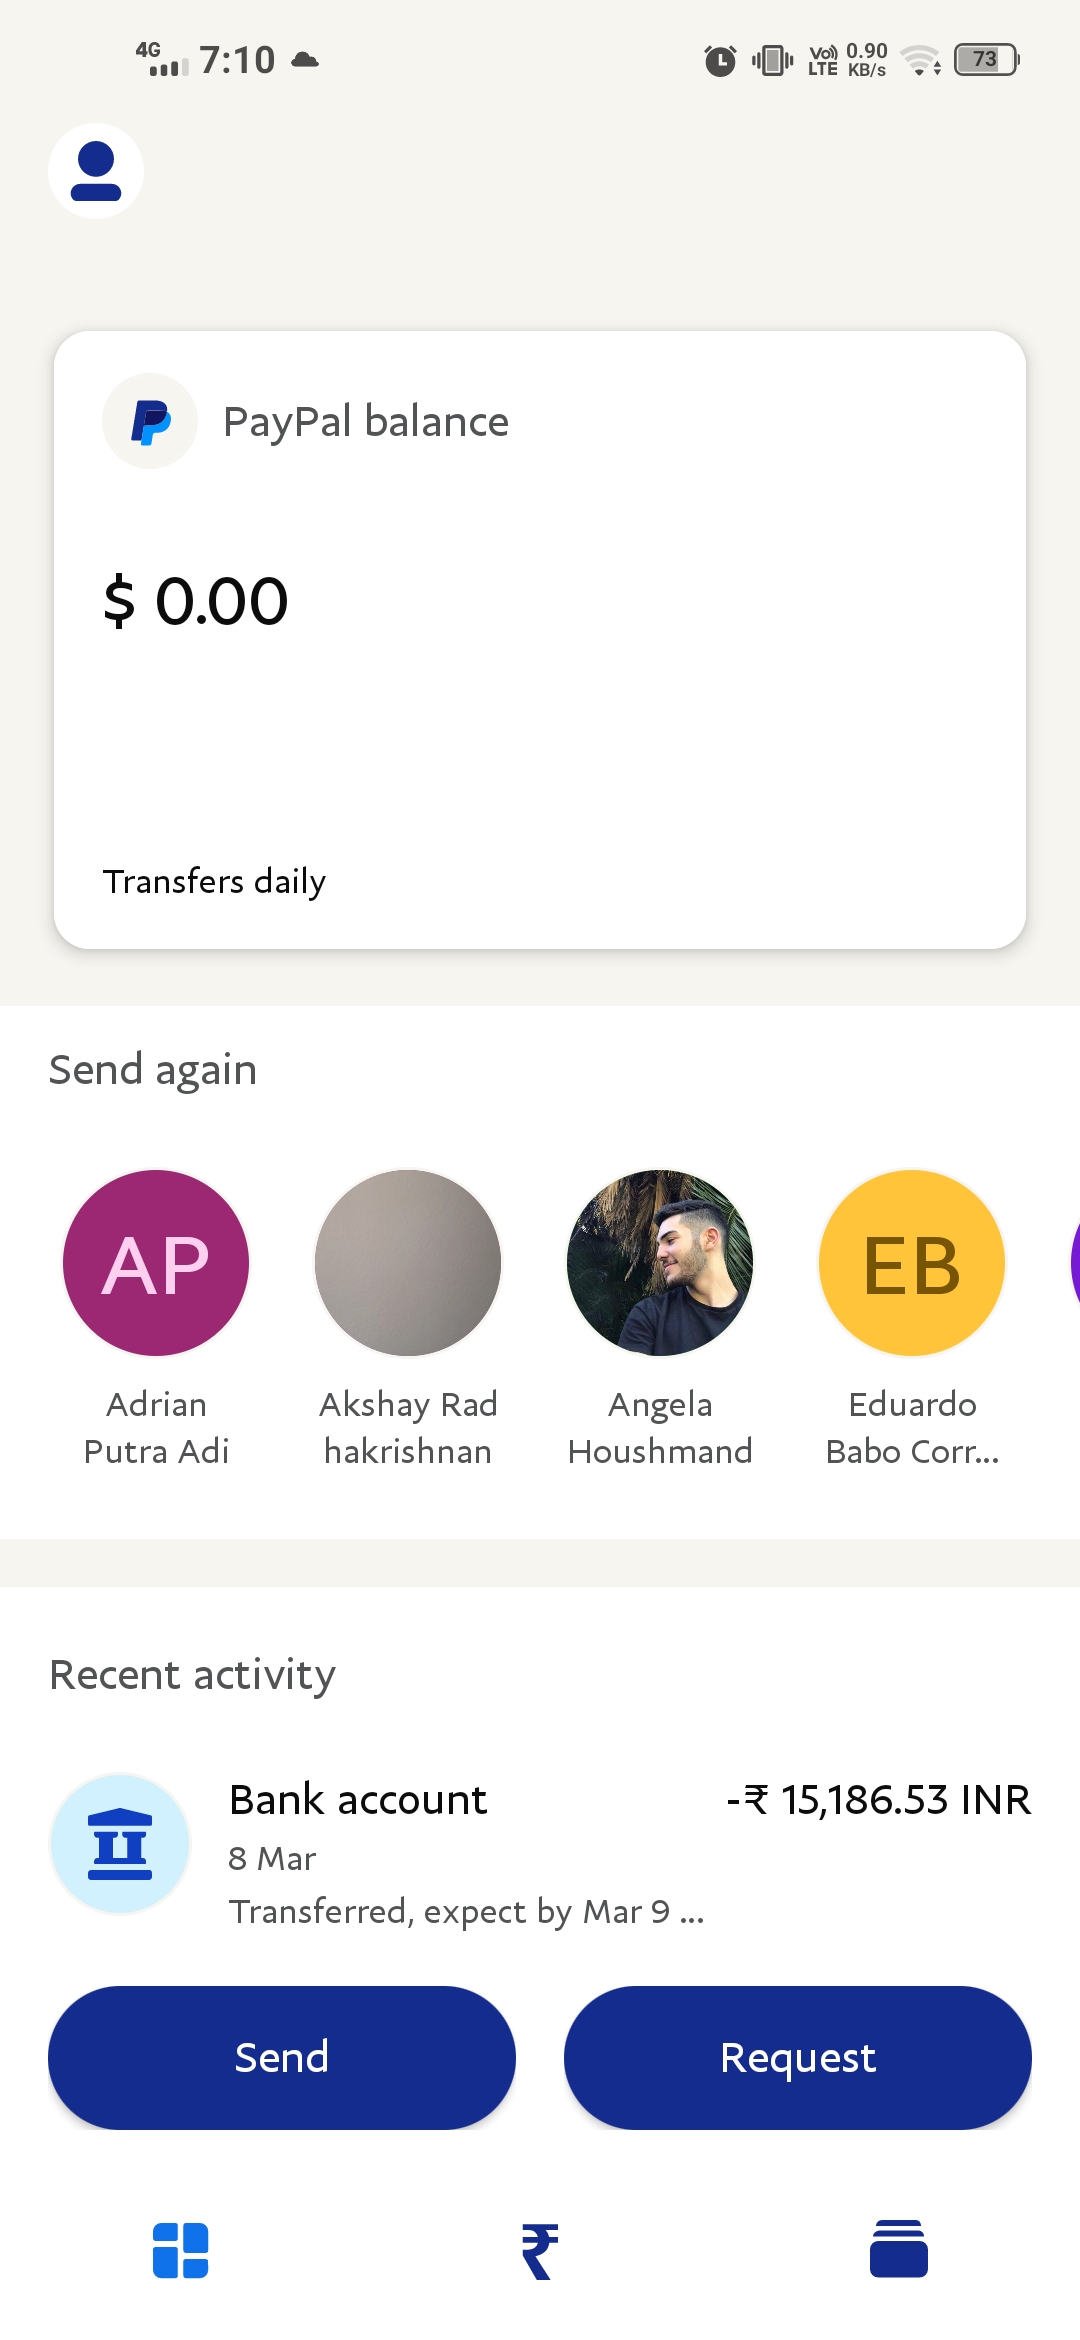 4G 7:10 Vo) LTE 0.90 KB/s 73
PayPal balance
$ 0.00
Transfers daily
Send again
AP
EB
Adrian
Putra Adi
Akshay Rad
hakrishnan
Angela
Houshmand
Eduardo
Babo Corr...
Recent activity
Bank account -₹ 15,186.53 INR
8 Mar
Transferred, expect by Mar 9 ...
Send
Request
₹